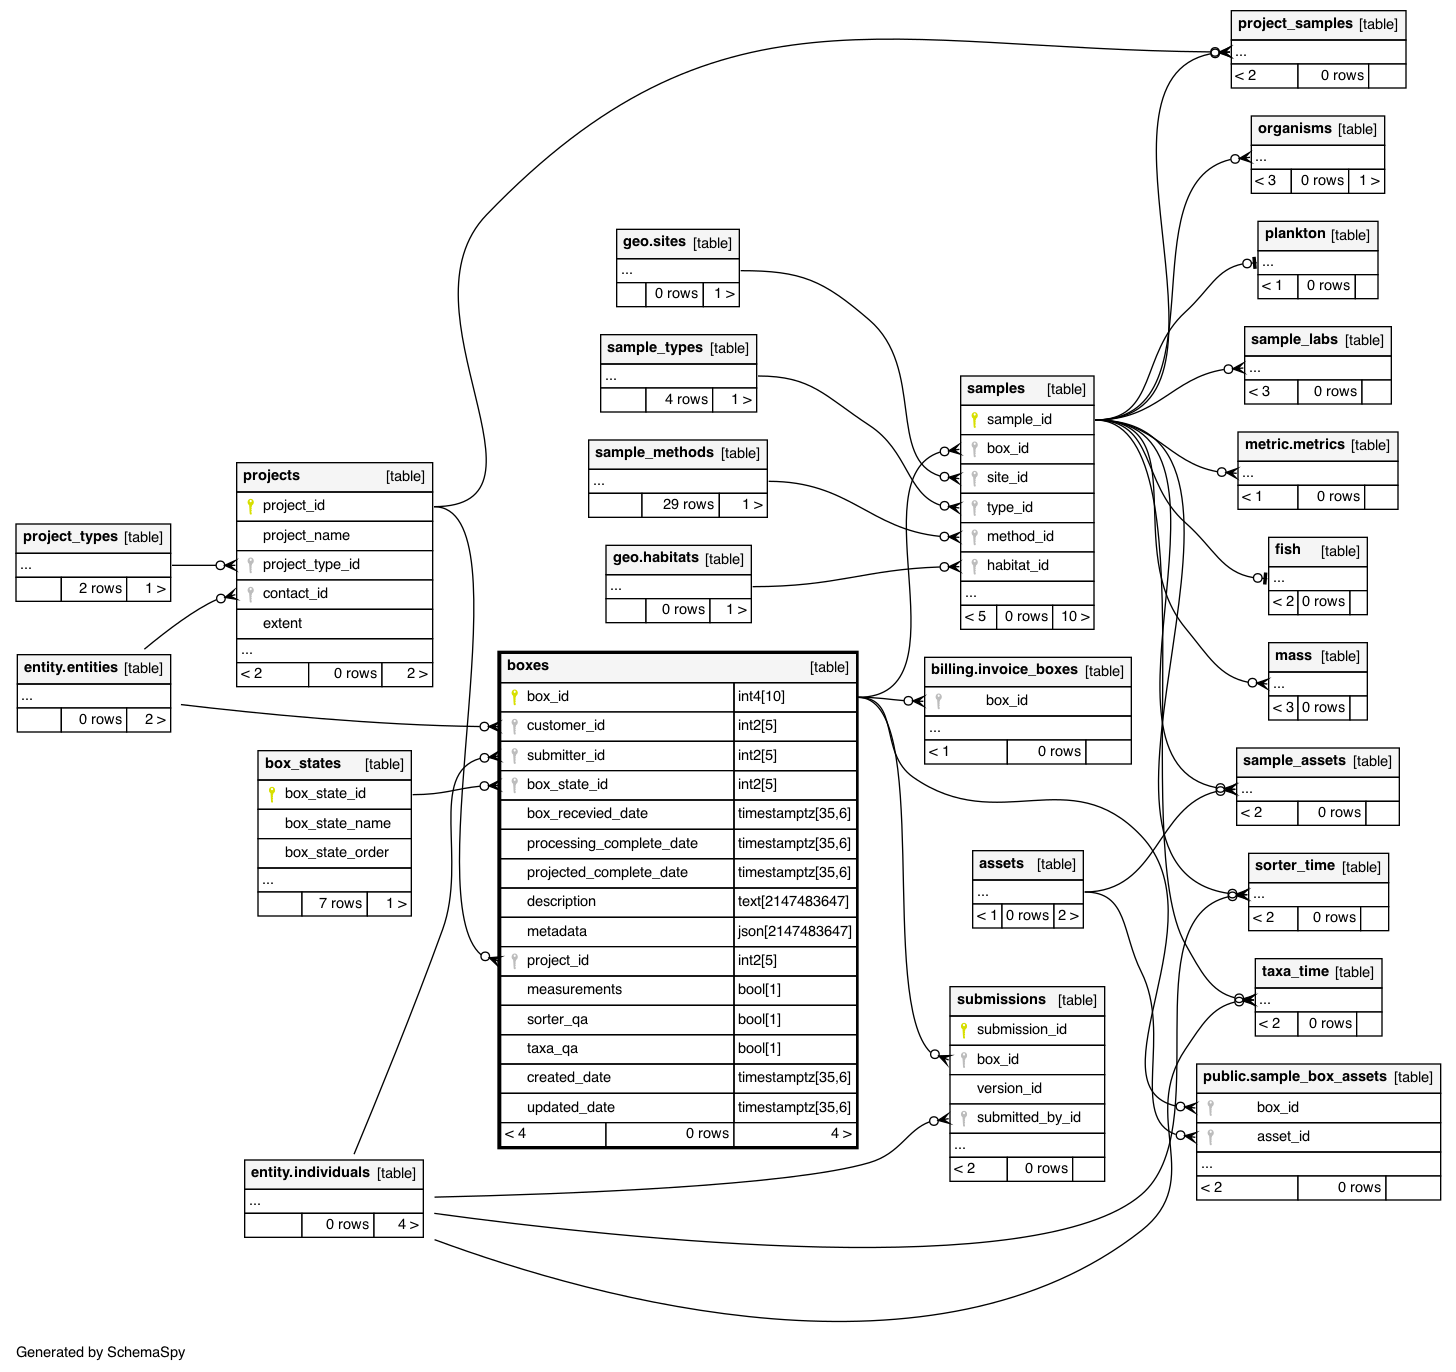 project_samples [table]
...
< 2 0 rows
organisms [table]
...
< 3 0 rows 1 >
plankton [table]
...
< 1 0 rows
sample_labs [table]
...
< 3 0 rows
metric.metrics [table]
...
< 1 0 rows
fish [table]
...
< 2 0 rows
mass [table]
...
< 3 0 rows
sample_assets [table]
...
< 2 0 rows
sorter_time [table]
...
< 2 0 rows
taxa_time [table]
...
< 2 0 rows
public.sample_box_assets [table]
box_id
asset_id
...
< 2 0 rows
geo.sites [table]
...
0 rows 1 >
sample_types [table]
...
4 rows 1 >
sample_methods [table]
...
29 rows 1 >
geo.habitats [table]
...
0 rows 1 >
samples [table]
sample_id
box_id
site_id
type_id
method_id
habitat_id
...
< 5 0 rows 10 >
projects [table]
project_id
project_name
project_type_id
contact_id
extent
...
< 2 0 rows 2 >
project_types [table]
...
2 rows 1 >
entity.entities [table]
...
0 rows 2 >
box_states [table]
box_state_id
box_state_name
box_state_order
...
7 rows 1 >
boxes [table]
box_id int4[10]
customer_id int2[5]
submitter_id int2[5]
box_state_id int2[5]
box_recevied_date timestamptz[35,6]
processing_complete_date timestamptz[35,6]
projected_complete_date timestamptz[35,6]
description text[2147483647]
metadata json[2147483647]
project_id int2[5]
measurements bool[1]
sorter_qa bool[1]
taxa_qa bool[1]
created_date timestamptz[35,6]
updated_date timestamptz[35,6]
< 4 0 rows 4 >
billing.invoice_boxes [table]
box_id
...
< 1 0 rows
assets [table]
...
< 1 0 rows 2 >
submissions [table]
submission_id
box_id
version_id
submitted_by_id
...
< 2 0 rows
entity.individuals [table]
...
0 rows 4 >
Generated by SchemaSpy